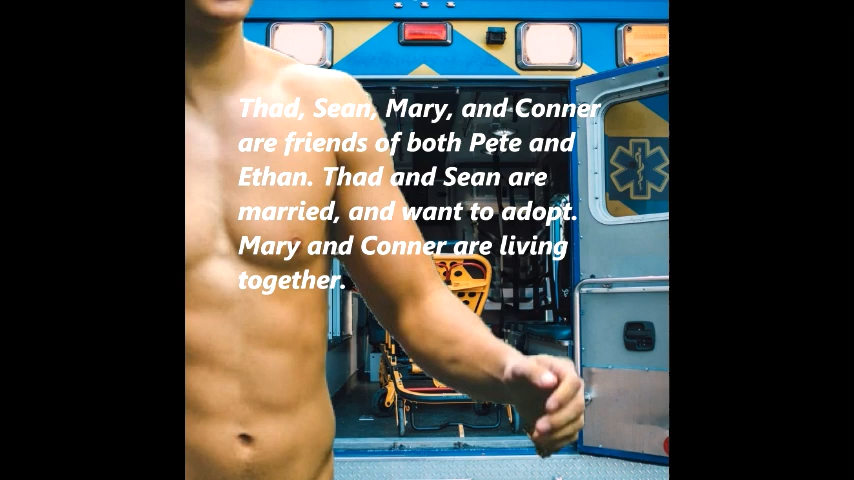 Thad, Sean, Mary, and Conner
are friends of both Pete and
Ethan. Thad and Sean are
married, and want to adopt.
Mary and Conner are living
together.